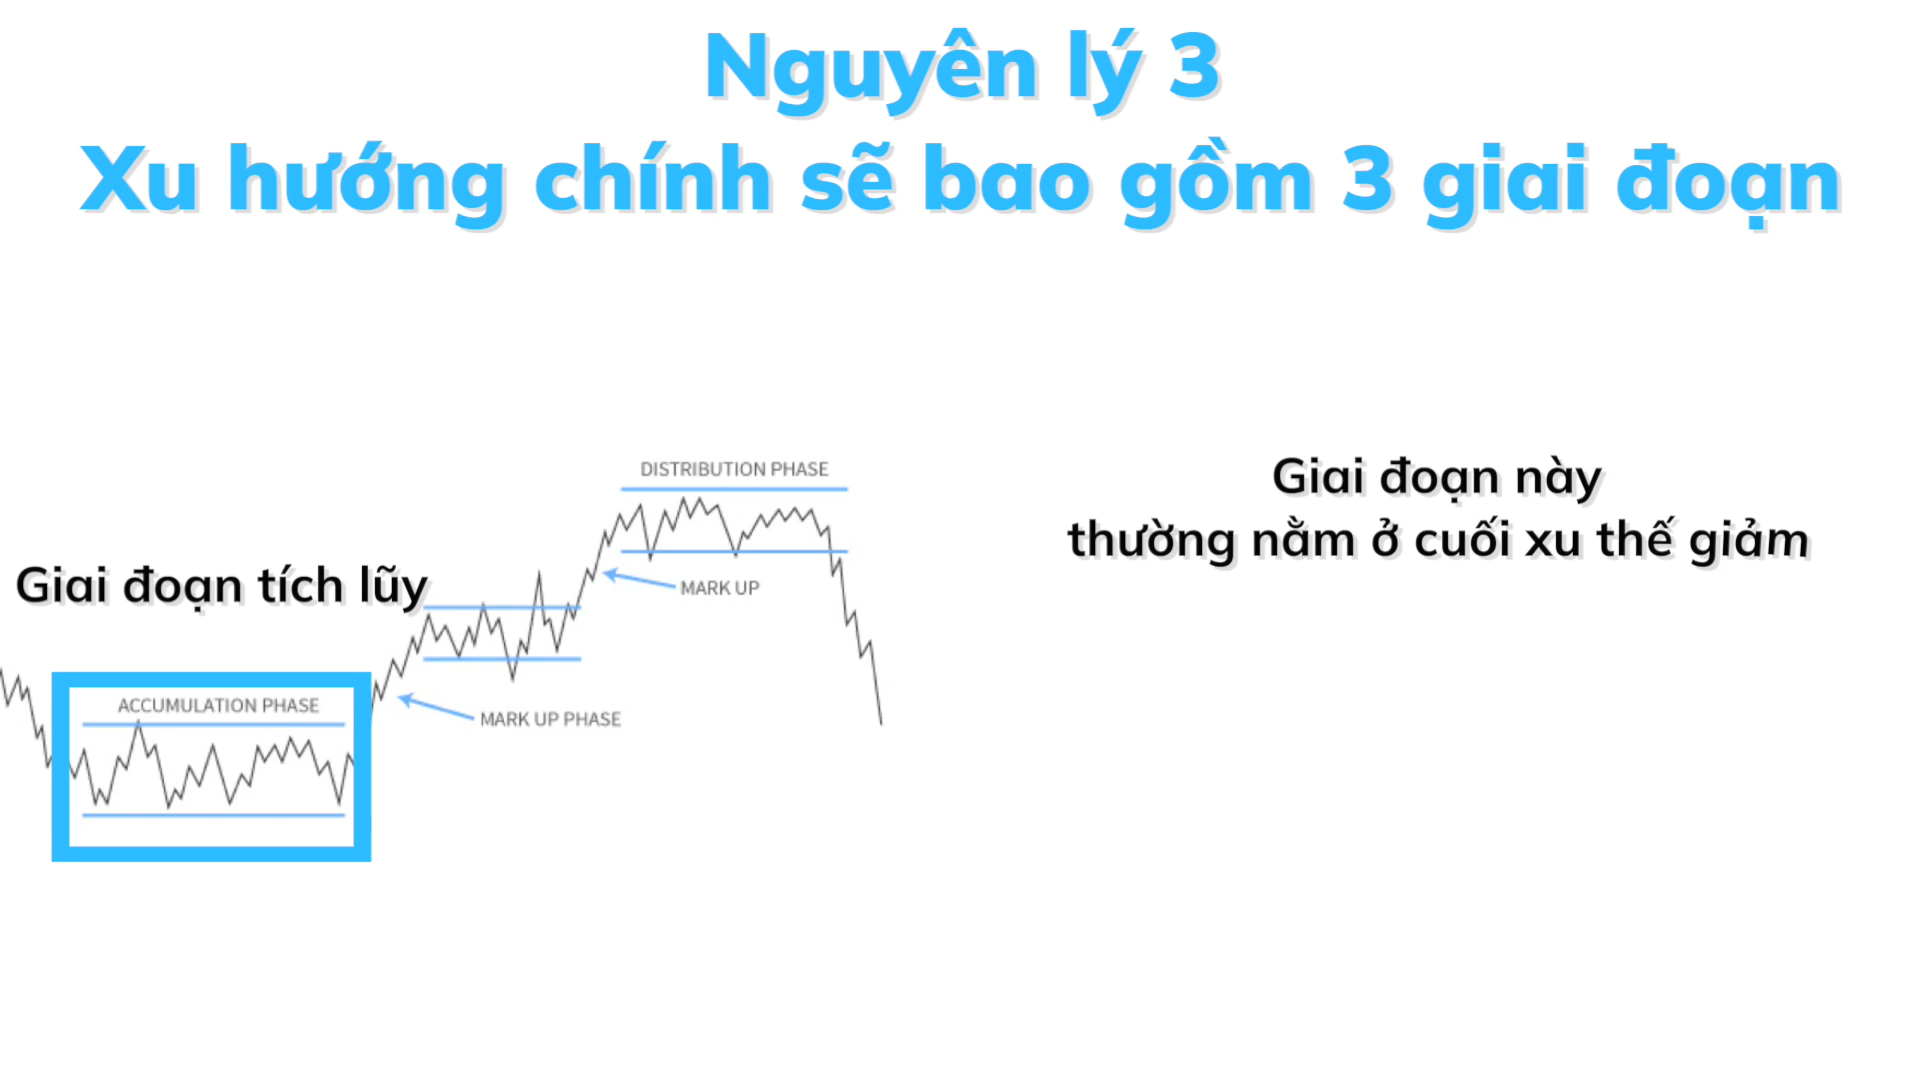 Nguyên lý 3
Xu hướng chính sẽ bao gồm 3 giai đoạn
DISTRIBUTION PHASE
Giai đoạn này
thường nằm ở cuối xu thế giảm
Giai đoạn tích lũy
MARK UP
ACCUMULATION PHASE
MARK UP PHASE